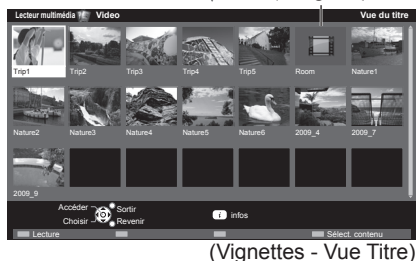 Lecteur multimédia Video Vue du titre
Trip1 Trip2 Trip3 Trip4 Trip5 Room Nature1
Nature2 Nature3 Nature4 Nature5 Nature6 2009_4 2009_7
2009_9
Accéder Sortir
Choisir Revenir
i infos
Lecture Sélect. contenu
(Vignettes - Vue Titre)